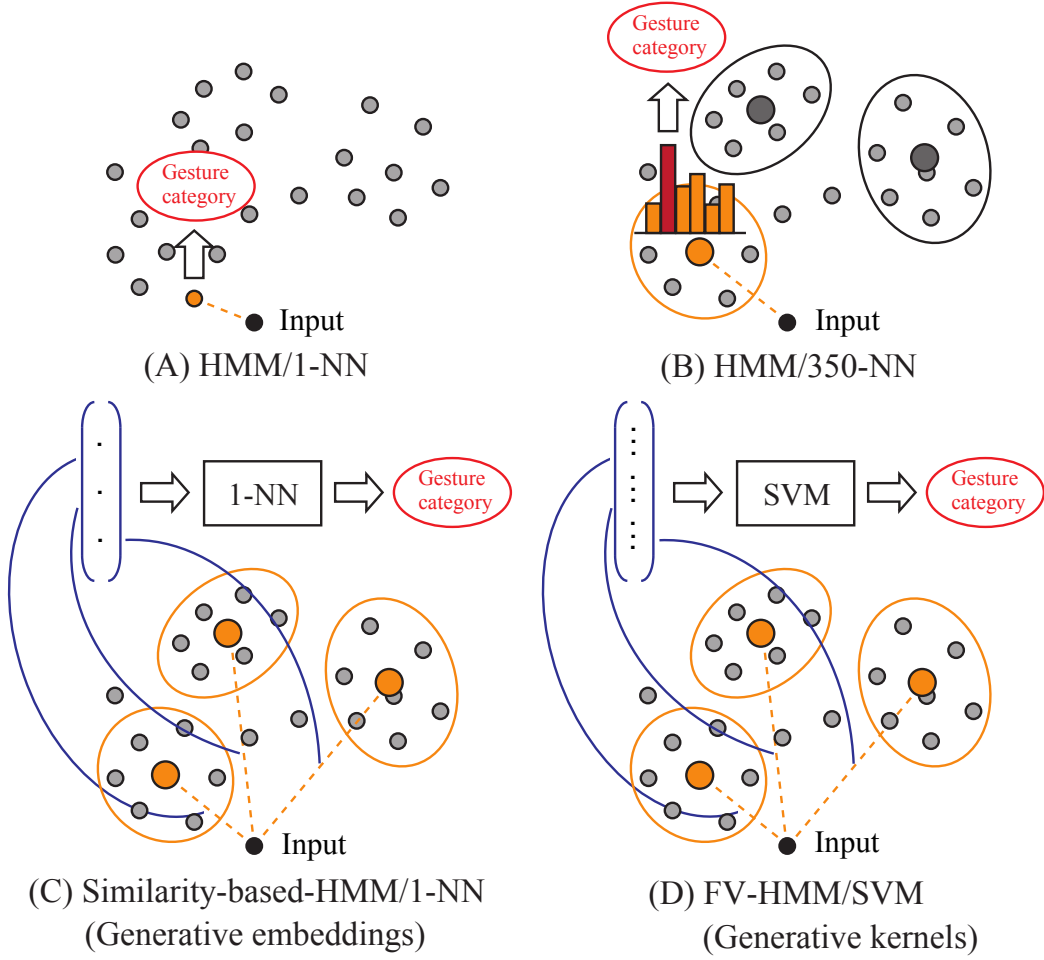 Gesture
category
Input
(A) HMM/1-NN
Gesture
category
Input
(B) HMM/350-NN
1-NN
Gesture
category
Input
(C) Similarity-based-HMM/1-NN
(Generative embeddings)
SVM
Gesture
category
Input
(D) FV-HMM/SVM
(Generative kernels)